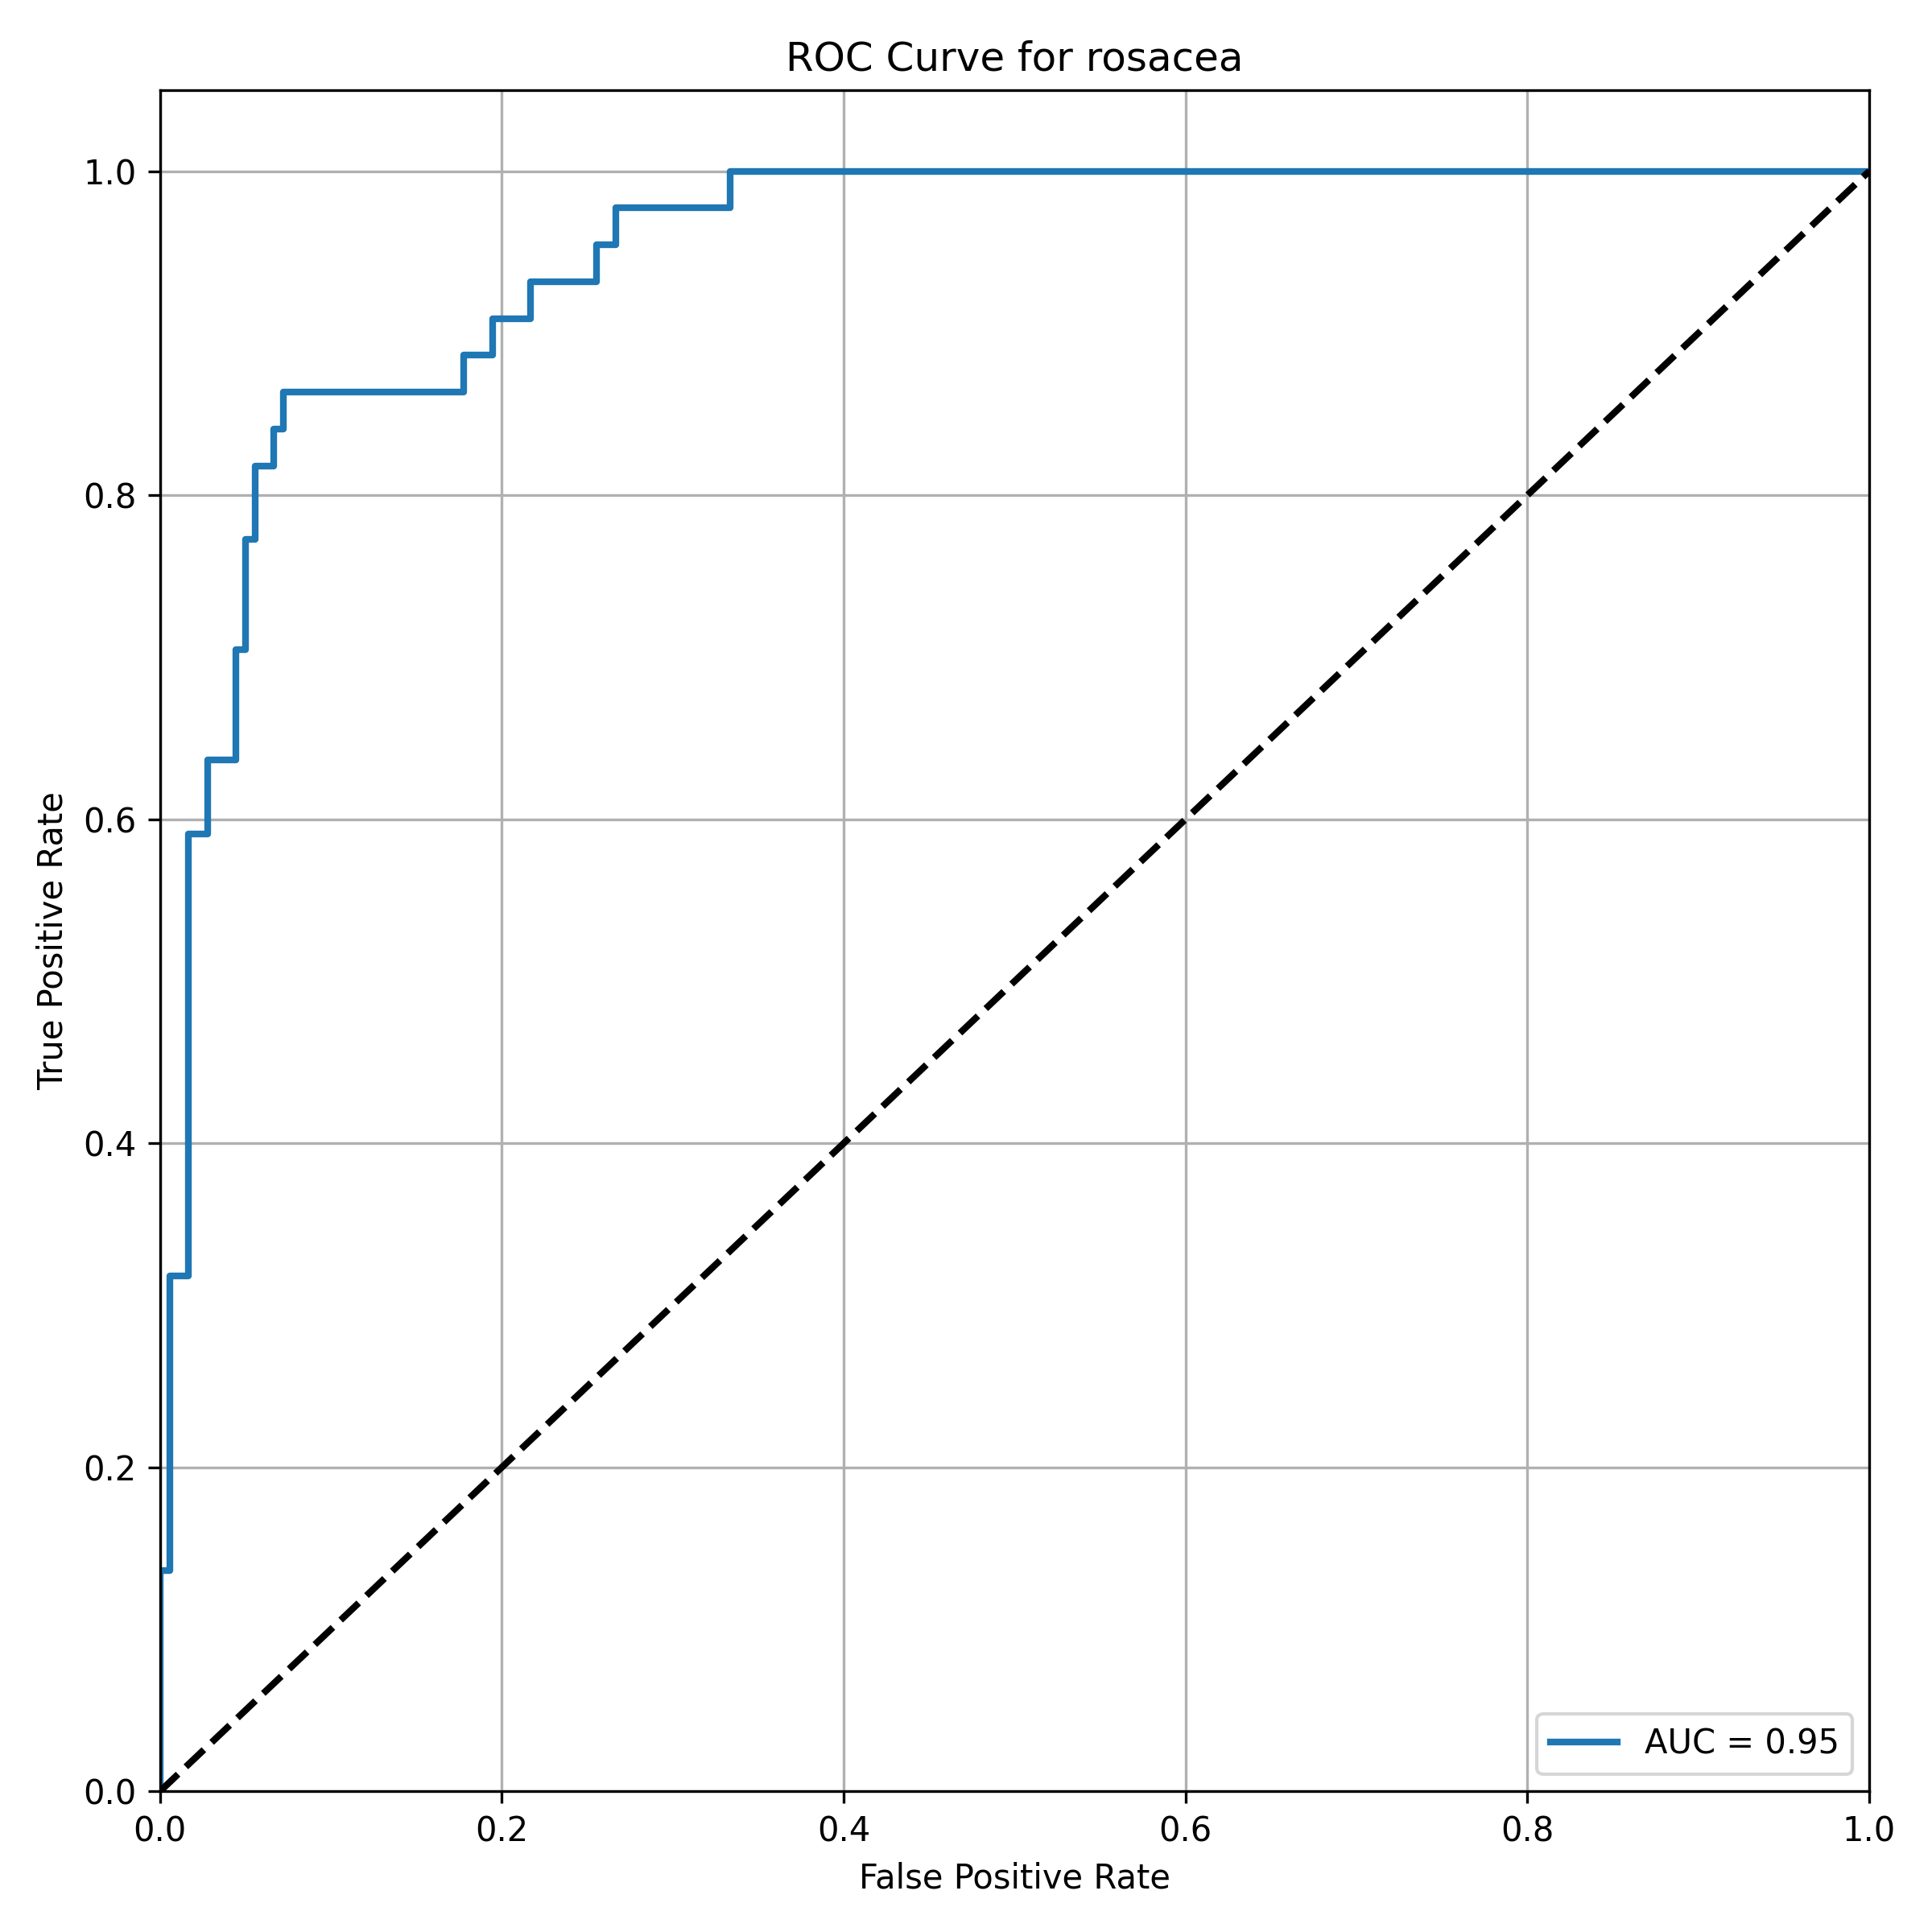 ROC Curve for rosacea
True Positive Rate
1.0
0.8
0.6
0.4
0.2
0.0
AUC = 0.95
0.0 0.2 0.4 0.6 0.8 1.0
False Positive Rate